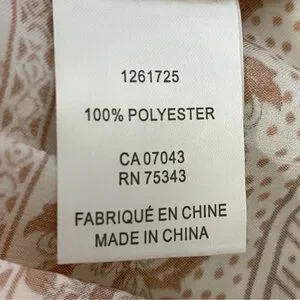 1261725
100% POLYESTER
CA 07043
RN 75343
FABRIQUÉ EN CHINE
MADE IN CHINA